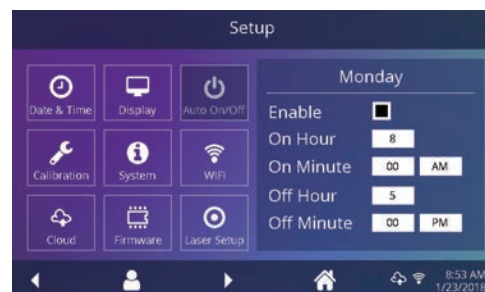 Setup
Date & Time
Display
Auto On/Off
Calibration
System
WIFI
Cloud
Firmware
Laser Setup
Monday
Enable
On Hour 8
On Minute 00 AM
Off Hour 5
Off Minute 00 PM
8:53 AM
1/23/2018